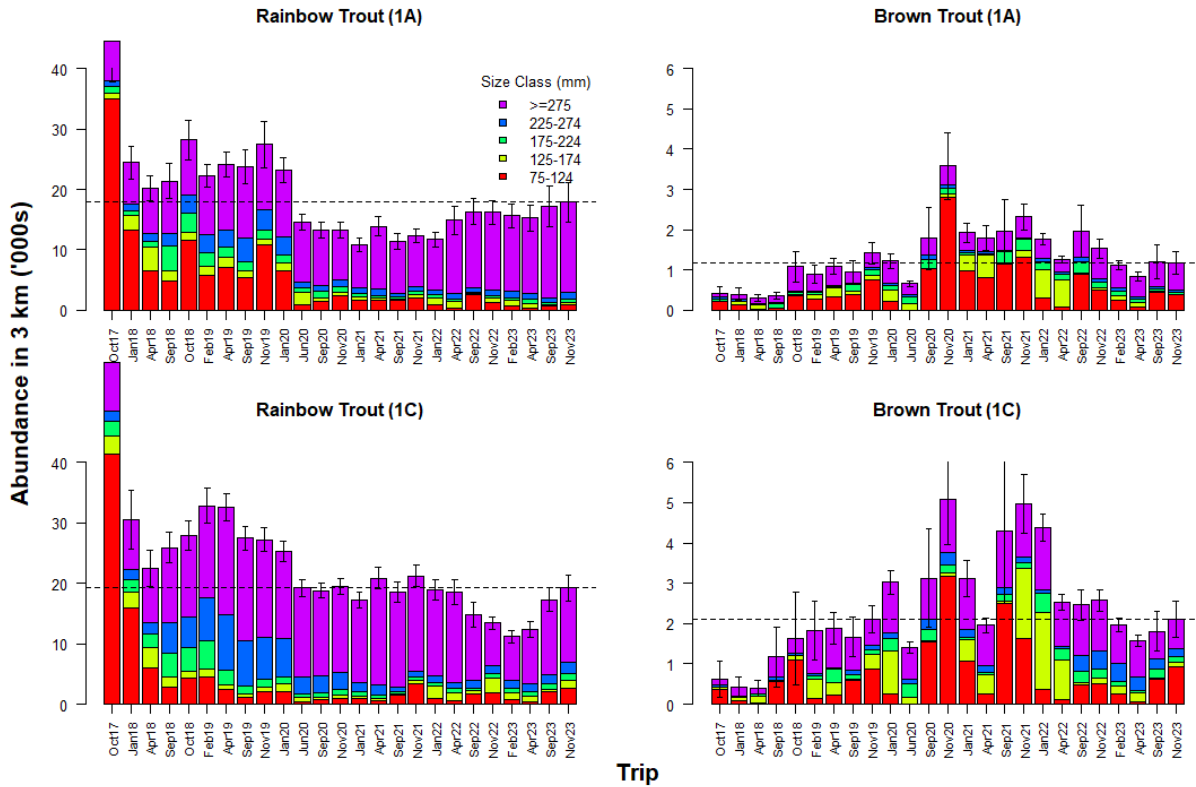 Rainbow Trout (1A)
40
30
20
10
0
Size Class (mm)
>=275
225-274
175-224
125-174
75-124
Oct17 Jan18 Apr18 Sep18 Oct18 Feb19 Apr19 Sep19 Nov19 Jan20 Jun20 Sep20 Nov20 Jan21 Apr21 Sep21 Nov21 Jan22 Apr22 Sep22 Nov22 Feb23 Apr23 Sep23 Nov23
Brown Trout (1A)
6
5
4
3
2
1
0
Oct17 Jan18 Apr18 Sep18 Oct18 Feb19 Apr19 Sep19 Nov19 Jan20 Jun20 Sep20 Nov20 Jan21 Apr21 Sep21 Nov21 Jan22 Apr22 Sep22 Nov22 Feb23 Apr23 Sep23 Nov23
Abundance in 3 km ('000s)
Rainbow Trout (1C)
40
30
20
10
0
Oct17 Jan18 Apr18 Sep18 Oct18 Feb19 Apr19 Sep19 Nov19 Jan20 Jun20 Sep20 Nov20 Jan21 Apr21 Sep21 Nov21 Jan22 Apr22 Sep22 Nov22 Feb23 Apr23 Sep23 Nov23
Brown Trout (1C)
6
5
4
3
2
1
0
Oct17 Jan18 Apr18 Sep18 Oct18 Feb19 Apr19 Sep19 Nov19 Jan20 Jun20 Sep20 Nov20 Jan21 Apr21 Sep21 Nov21 Jan22 Apr22 Sep22 Nov22 Feb23 Apr23 Sep23 Nov23
Trip